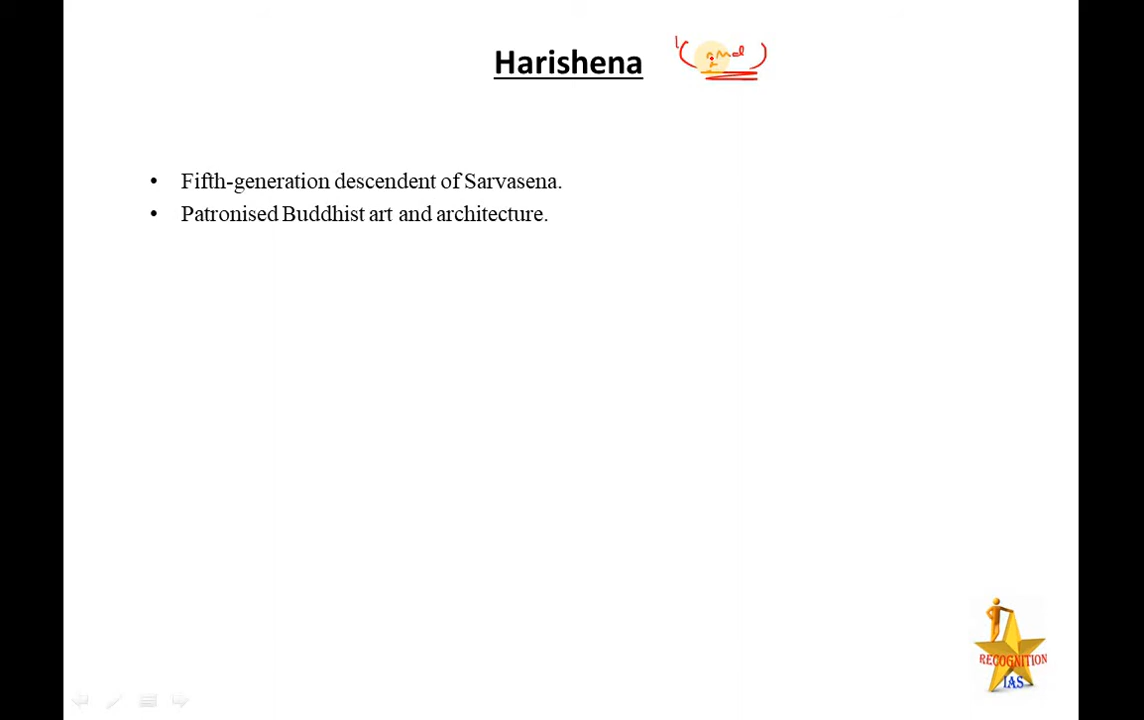 Harishena
• Fifth-generation descendent of Sarvasena.
• Patronised Buddhist art and architecture.
RECOGNITION
IAS